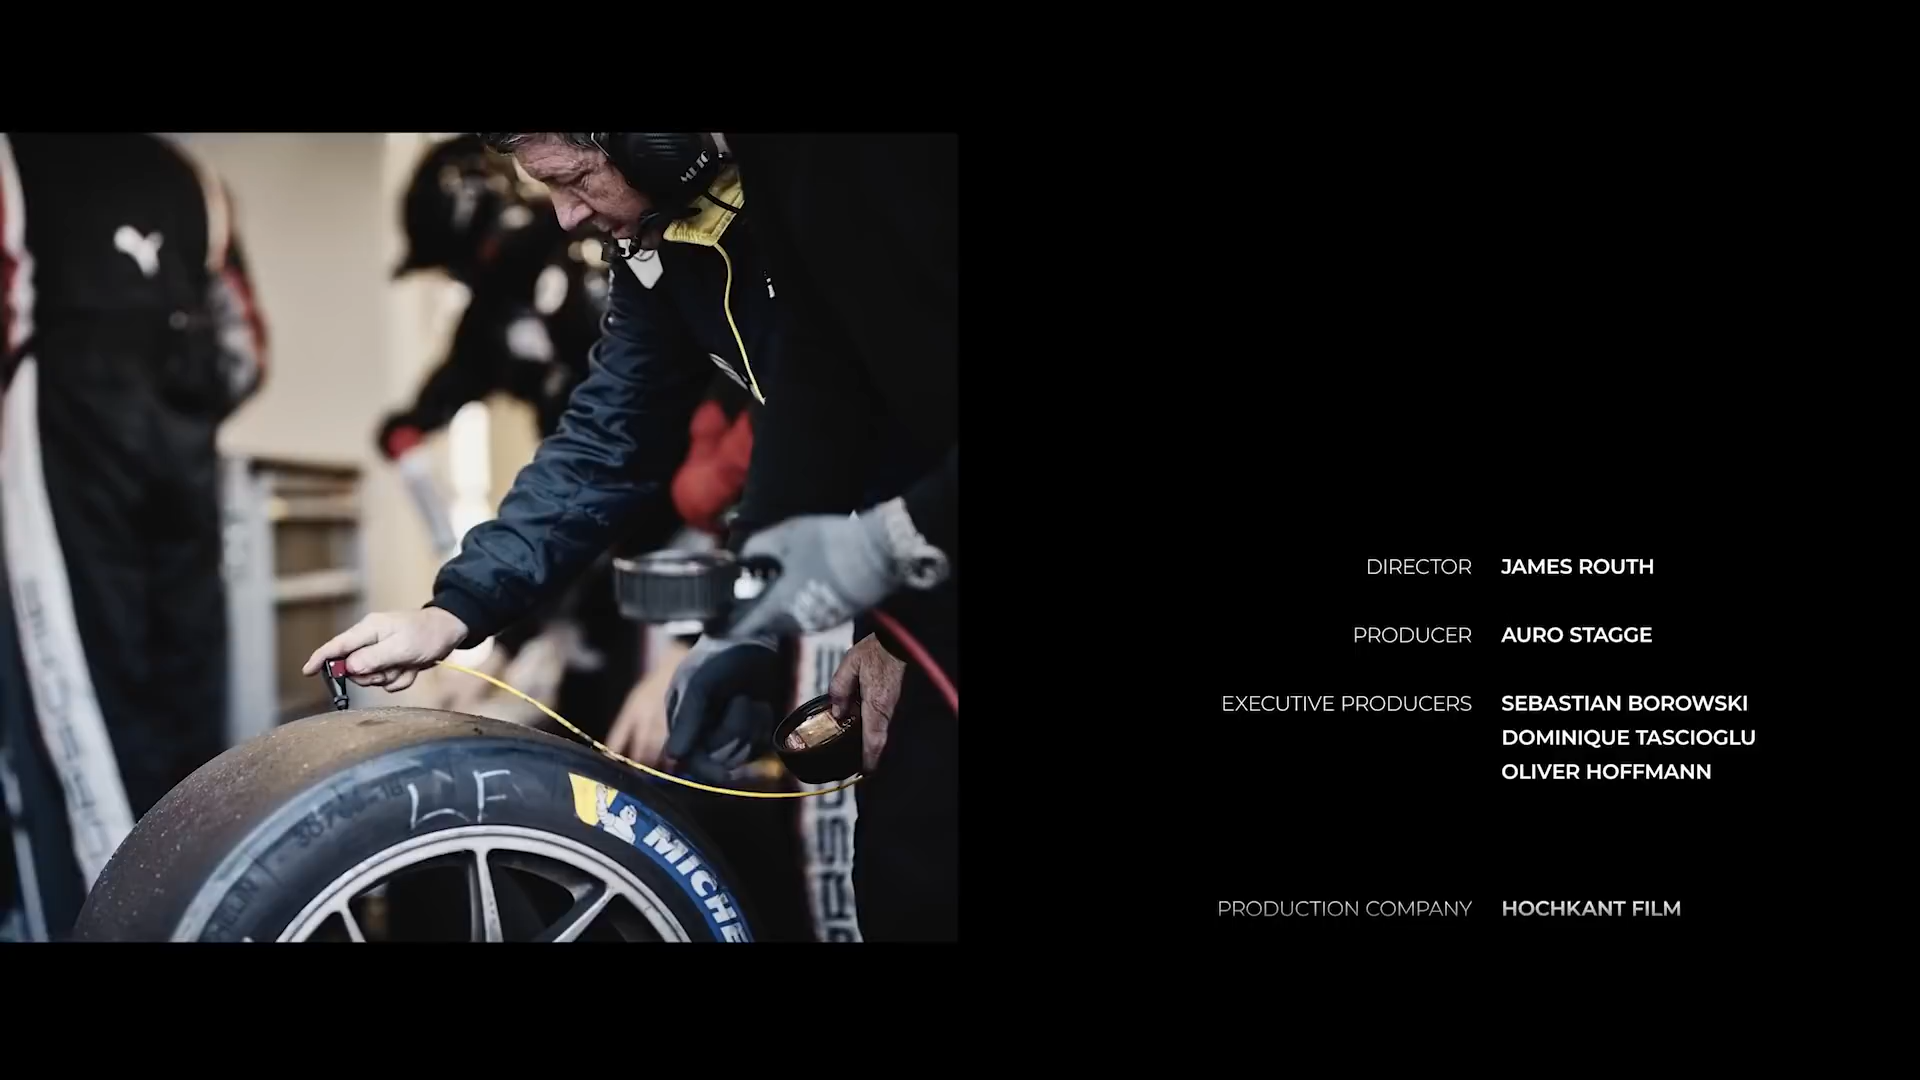 DIRECTOR JAMES ROUTH
PRODUCER AURO STAGGE
EXECUTIVE PRODUCERS SEBASTIAN BOROWSKI
DOMINIQUE TASCIOGLU
OLIVER HOFFMANN
PRODUCTION COMPANY HOCHKANT FILM
LF
MICHE